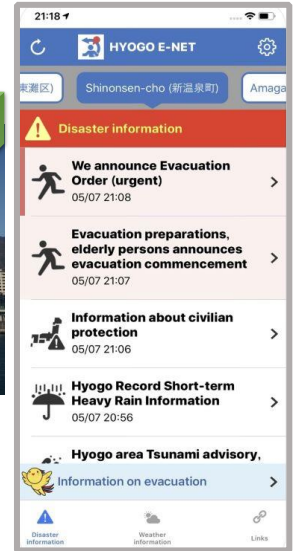 21:18
HYOGO E-NET
東灘区)
Shinonsen-cho (新温泉町)
Amaga
Disaster information
We announce Evacuation
Order (urgent)
05/07 21:08
Evacuation preparations,
elderly persons announces
evacuation commencement
05/07 21:07
Information about civilian
protection
05/07 21:06
Hyogo Record Short-term
Heavy Rain Information
05/07 20:56
Hyogo area Tsunami advisory,
Information on evacuation
Disaster
information
Weather
information
Links